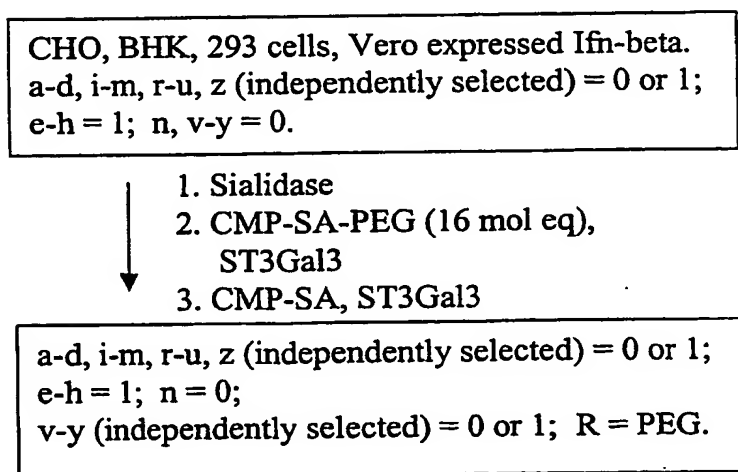 CHO, BHK, 293 cells, Vero expressed Ifn-beta.
a-d, i-m, r-u, z (independently selected) = 0 or 1;
e-h = 1; n, v-y = 0.
1. Sialidase
2. CMP-SA-PEG (16 mol eq),
ST3Gal3
3. CMP-SA, ST3Gal3
a-d, i-m, r-u, z (independently selected) = 0 or 1;
e-h = 1; n = 0;
v-y (independently selected) = 0 or 1; R = PEG.